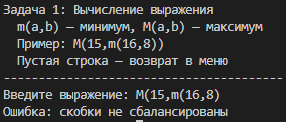 Задача 1: Вычисление выражения
m(a,b) — минимум, M(a,b) — максимум
Пример: M(15,m(16,8))
Пустая строка — возврат в меню
----------------------------------------
Введите выражение: M(15,m(16,8)
Ошибка: скобки не сбалансированы